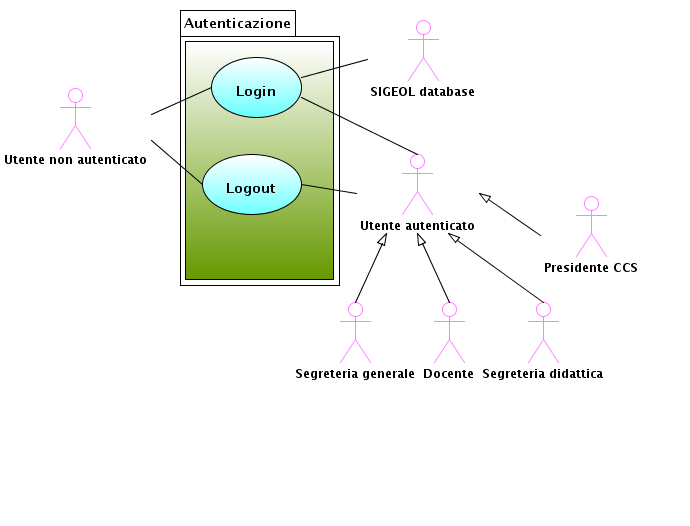 Autenticazione
Login
SIGEOL database
Utente non autenticato
Logout
Utente autenticato
Presidente CCS
Segreteria generale
Docente
Segreteria didattica